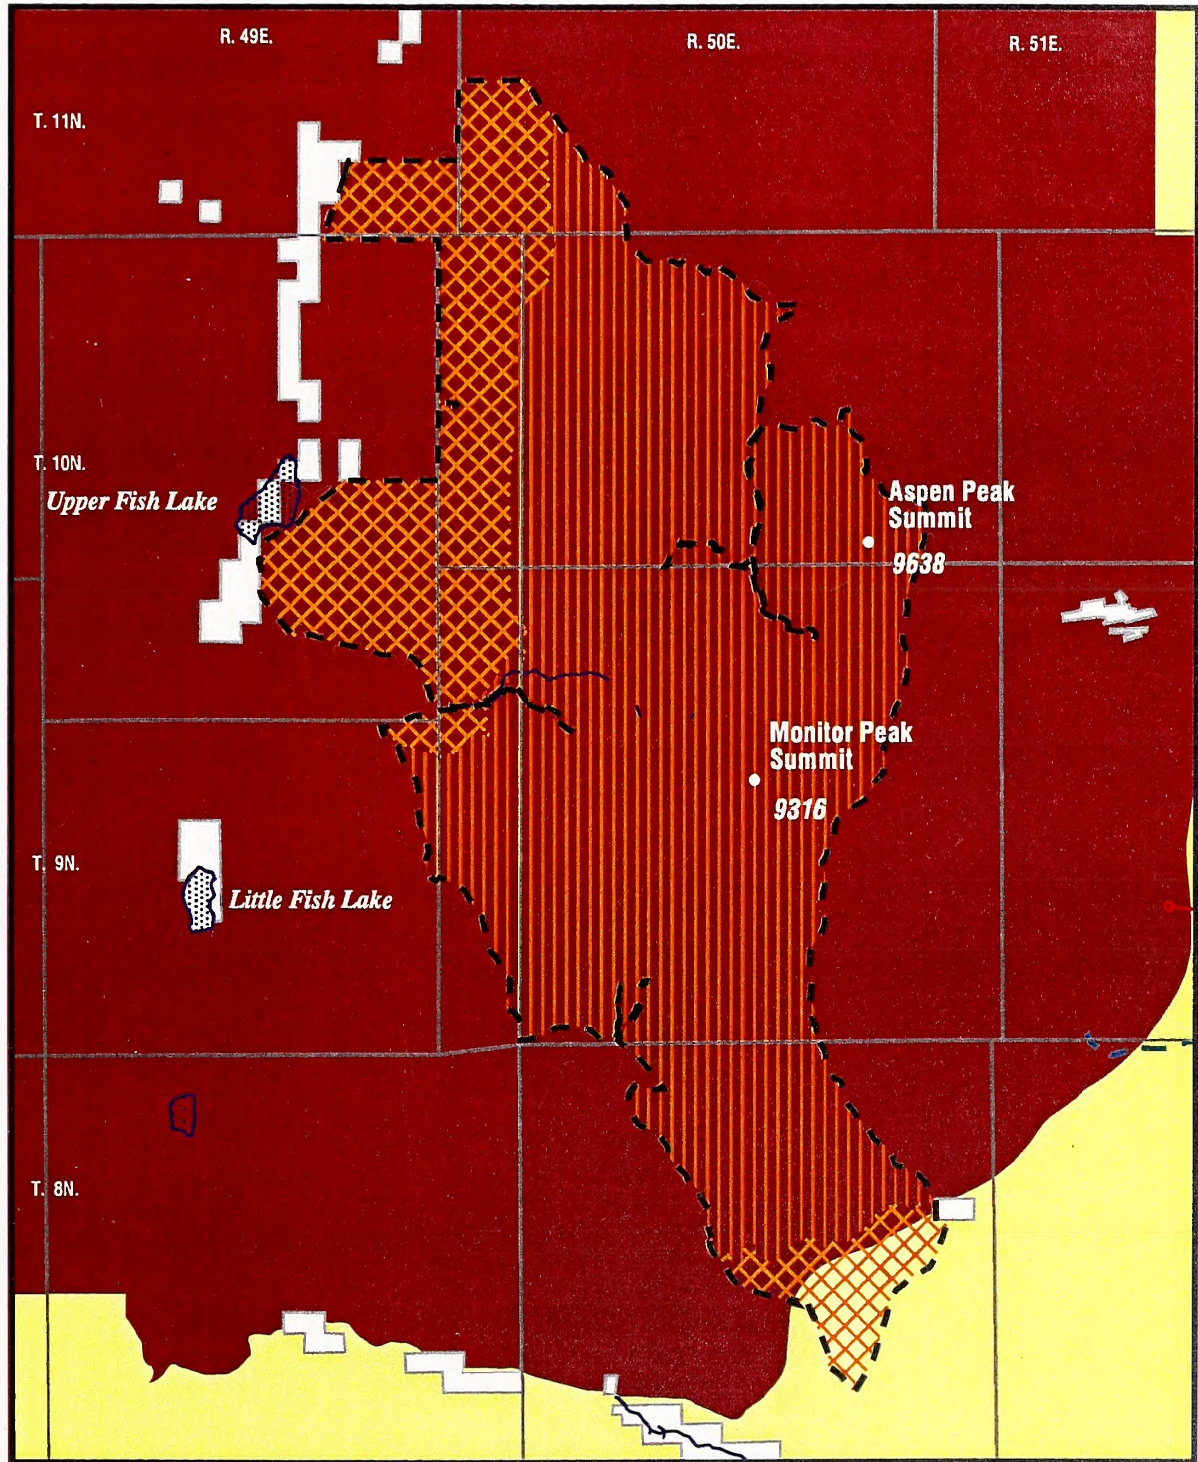 R. 49E.
R. 50E.
R. 51E.
T. 11N.
T. 10N.
Upper Fish Lake
Aspen Peak
Summit
9638
Monitor Peak
Summit
9316
T. 9N.
Little Fish Lake
T. 8N.